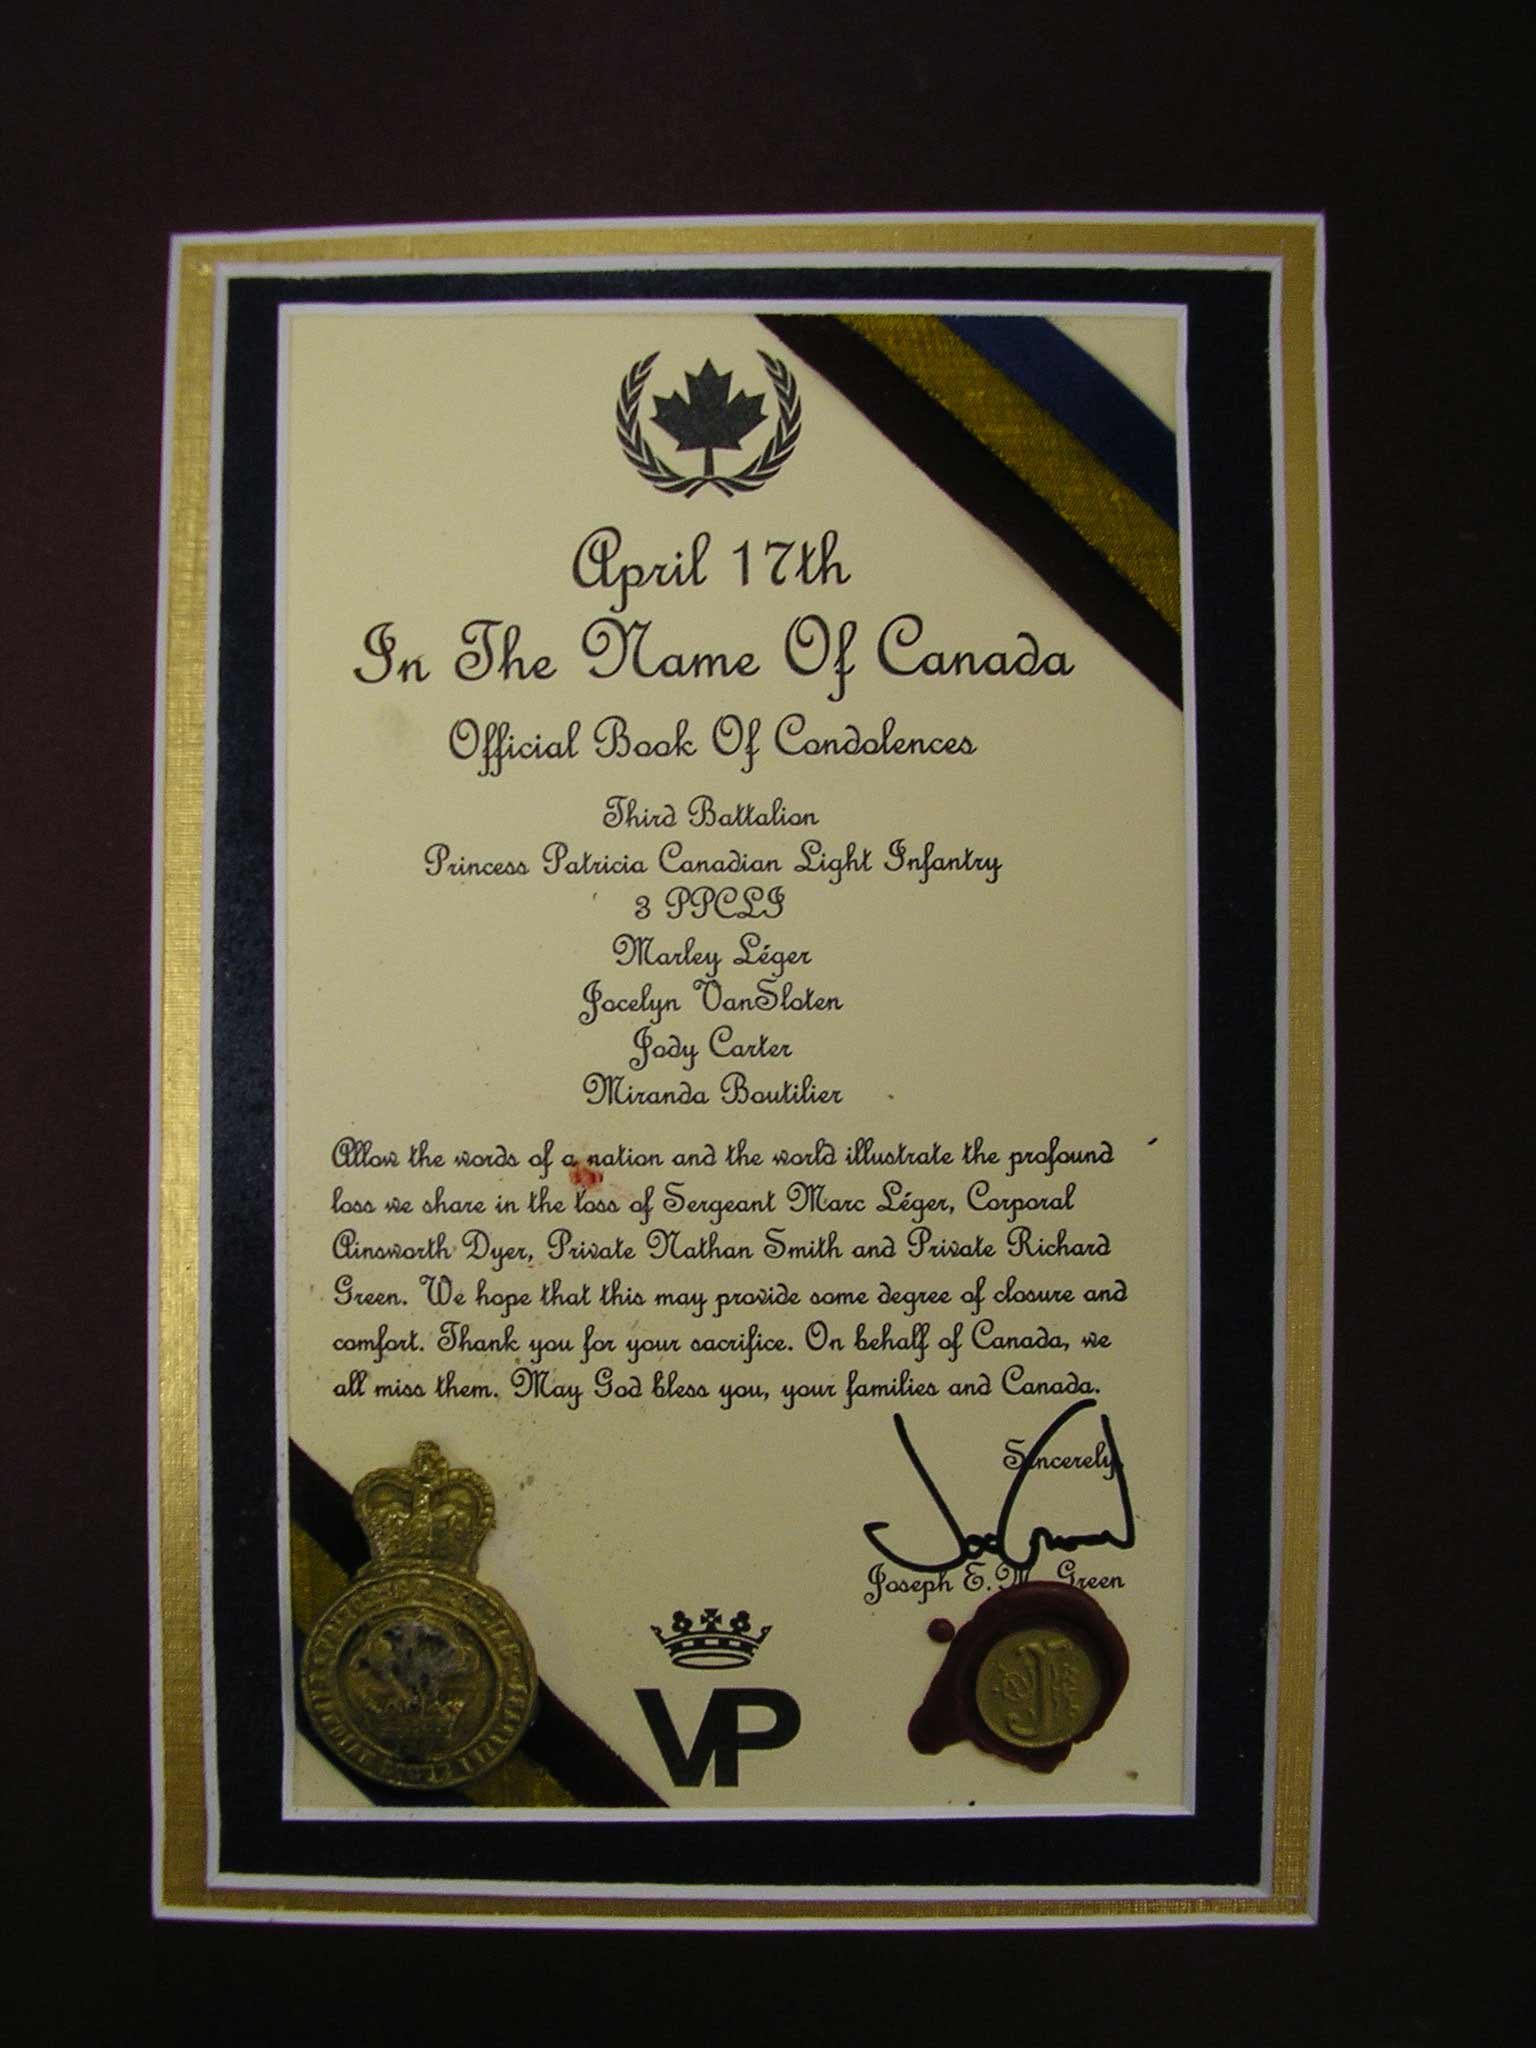 April 17th
In The Name Of Canada
Official Book Of Condolences
Third Battalion
Princess Patricia Canadian Light Infantry
3 PPCLI
Marley Léger
Jocelyn VanSloten
Jody Carter
Miranda Boutilier
Allow the words of a nation and the world illustrate the profound
loss we share in the loss of Sergeant Marc Léger, Corporal
Ainsworth Dyer, Private Nathan Smith and Private Richard
Green. We hope that this may provide some degree of closure and
comfort. Thank you for your sacrifice. On behalf of Canada, we
all miss them. May God bless you, your families and Canada.
Sincerely,
Joseph E. M. Green
VP